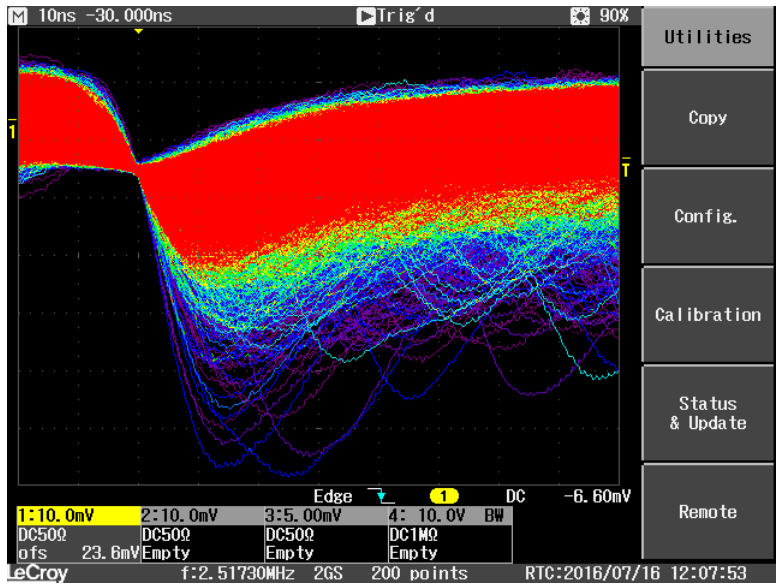 M 10ns -30.000ns Trig´d 90%
Utilities
Copy
1
T
Config.
Calibration
Status
& Update
Remote
Edge 1 DC -6.60mV
1:10.0mV 2:10.0mV 3:5.00mV 4: 10.0V BW
DC50Ω DC50Ω DC50Ω DC1MΩ
ofs 23.6mV Empty Empty Empty
LeCroy f:2.51730MHz 2GS 200 points RTC:2016/07/16 12:07:53